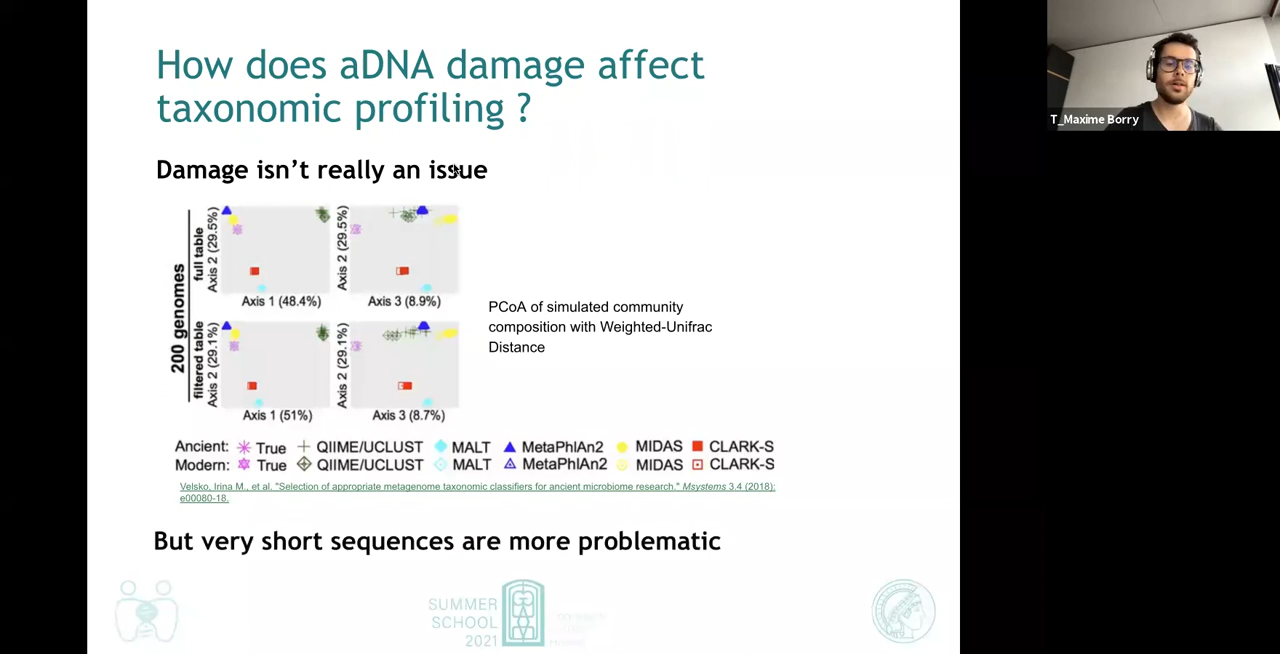 How does aDNA damage affect
taxonomic profiling ?
T_Maxime Borry
Damage isn't really an issue
200 genomes
full table
Axis 2 (29.5%)
Axis 2 (29.5%)
Axis 1 (48.4%)
Axis 3 (8.9%)
filtered table
Axis 2 (29.1%)
Axis 2 (29.1%)
Axis 1 (51%)
Axis 3 (8.7%)
PCoA of simulated community
composition with Weighted-Unifrac
Distance
Ancient: True QIIME/UCLUST MALT MetaPhlAn2 MIDAS CLARK-S
Modern: True QIIME/UCLUST MALT MetaPhlAn2 MIDAS CLARK-S
Velsko, Irina M., et al. "Selection of appropriate metagenome taxonomic classifiers for ancient microbiome research." Msystems 3.4 (2018):
e00080-18.
But very short sequences are more problematic
SUMMER
SCHOOL
2021